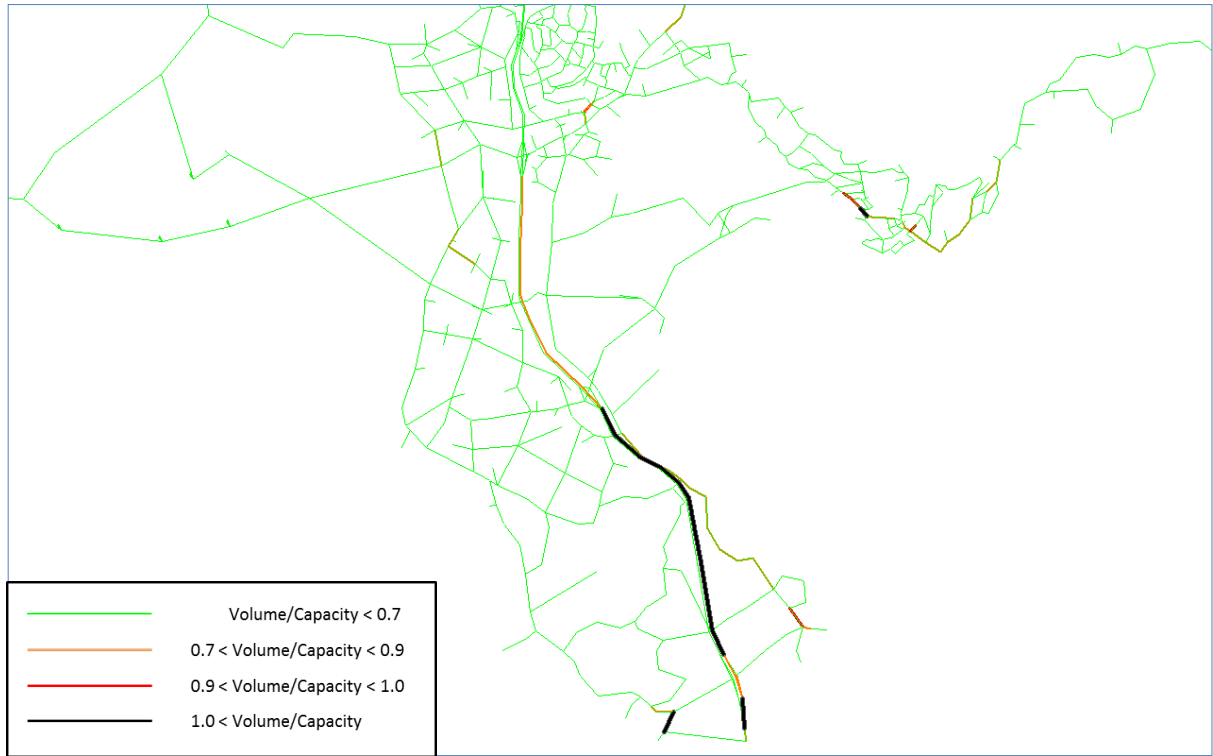 Volume/Capacity < 0.7
0.7 < Volume/Capacity < 0.9
0.9 < Volume/Capacity < 1.0
1.0 < Volume/Capacity